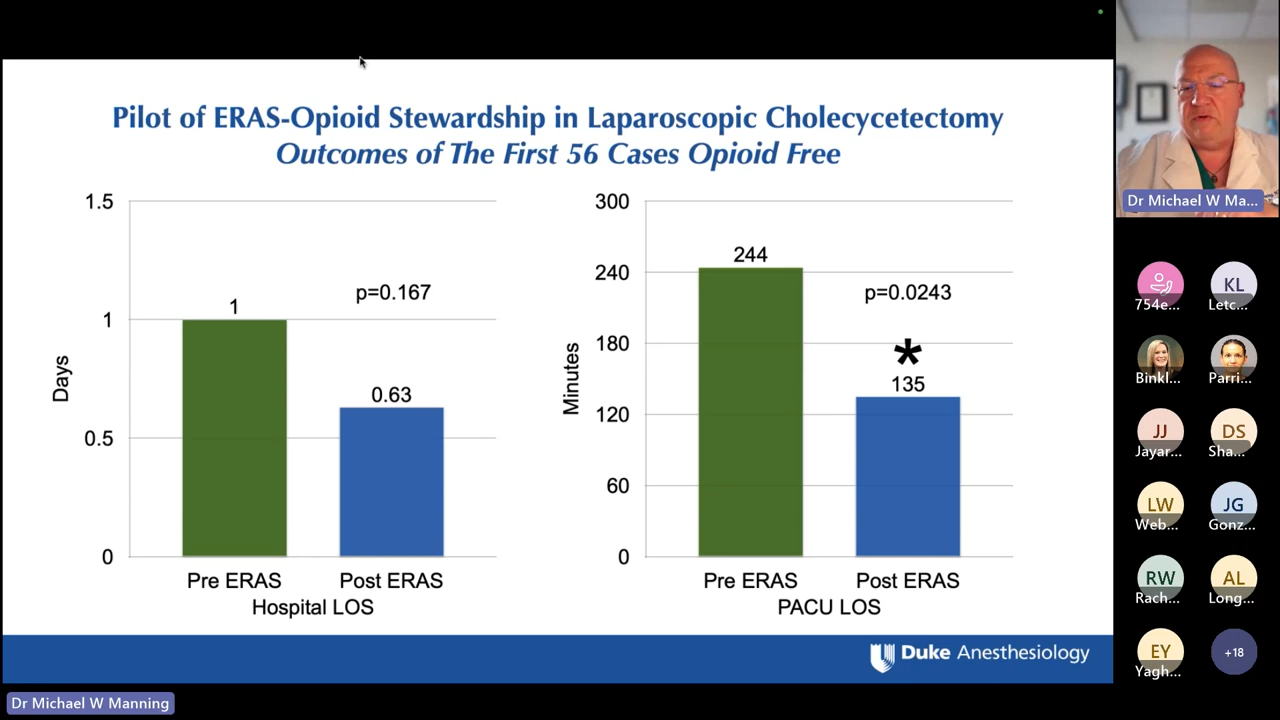 Pilot of ERAS-Opioid Stewardship in Laparoscopic Cholecycetectomy
Outcomes of The First 56 Cases Opioid Free
1.5
1
0.5
0
Days
1
p=0.167
0.63
Pre ERAS
Post ERAS
Hospital LOS
300
240
180
120
60
0
Minutes
244
p=0.0243
*
135
Pre ERAS
Post ERAS
PACU LOS
Duke Anesthesiology
Dr Michael W Manning
Dr Michael W Ma...
754e...
KL
Letc...
Binkl...
Parri...
JJ
Jayar...
DS
Sha...
LW
Web...
JG
Gonz...
RW
Rach...
AL
Long...
EY
Yagh...
+18